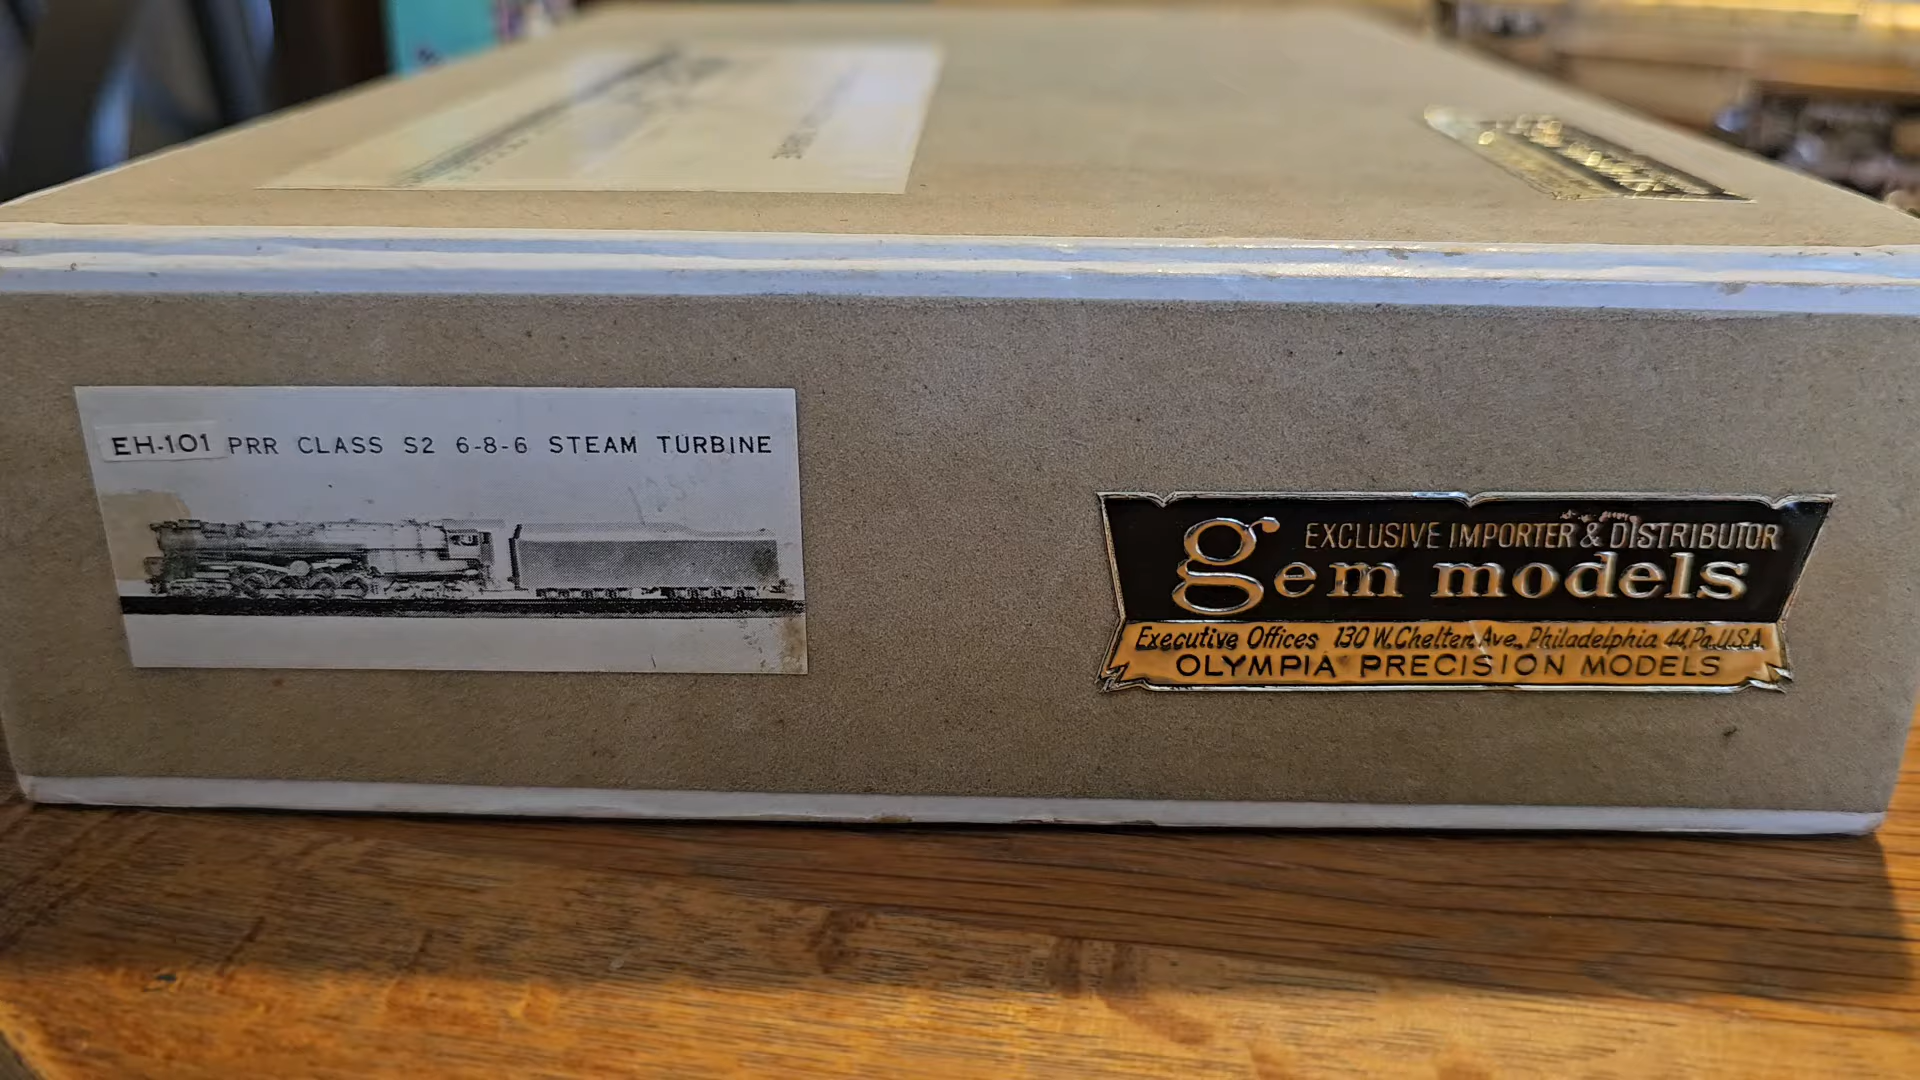 EH-101 PRR CLASS S2 6-8-6 STEAM TURBINE
EXCLUSIVE IMPORTER & DISTRIBUTOR
gem models
Executive Offices 130 W. Chelten Ave., Philadelphia 44, Pa. U.S.A.
OLYMPIA PRECISION MODELS